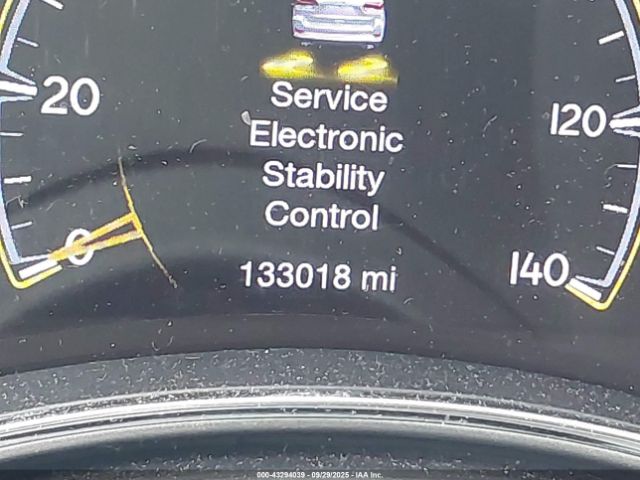 20
120
Service
Electronic
Stability
Control
0
140
133018 mi
000-43294039 - 09/29/2025 - IAA Inc.